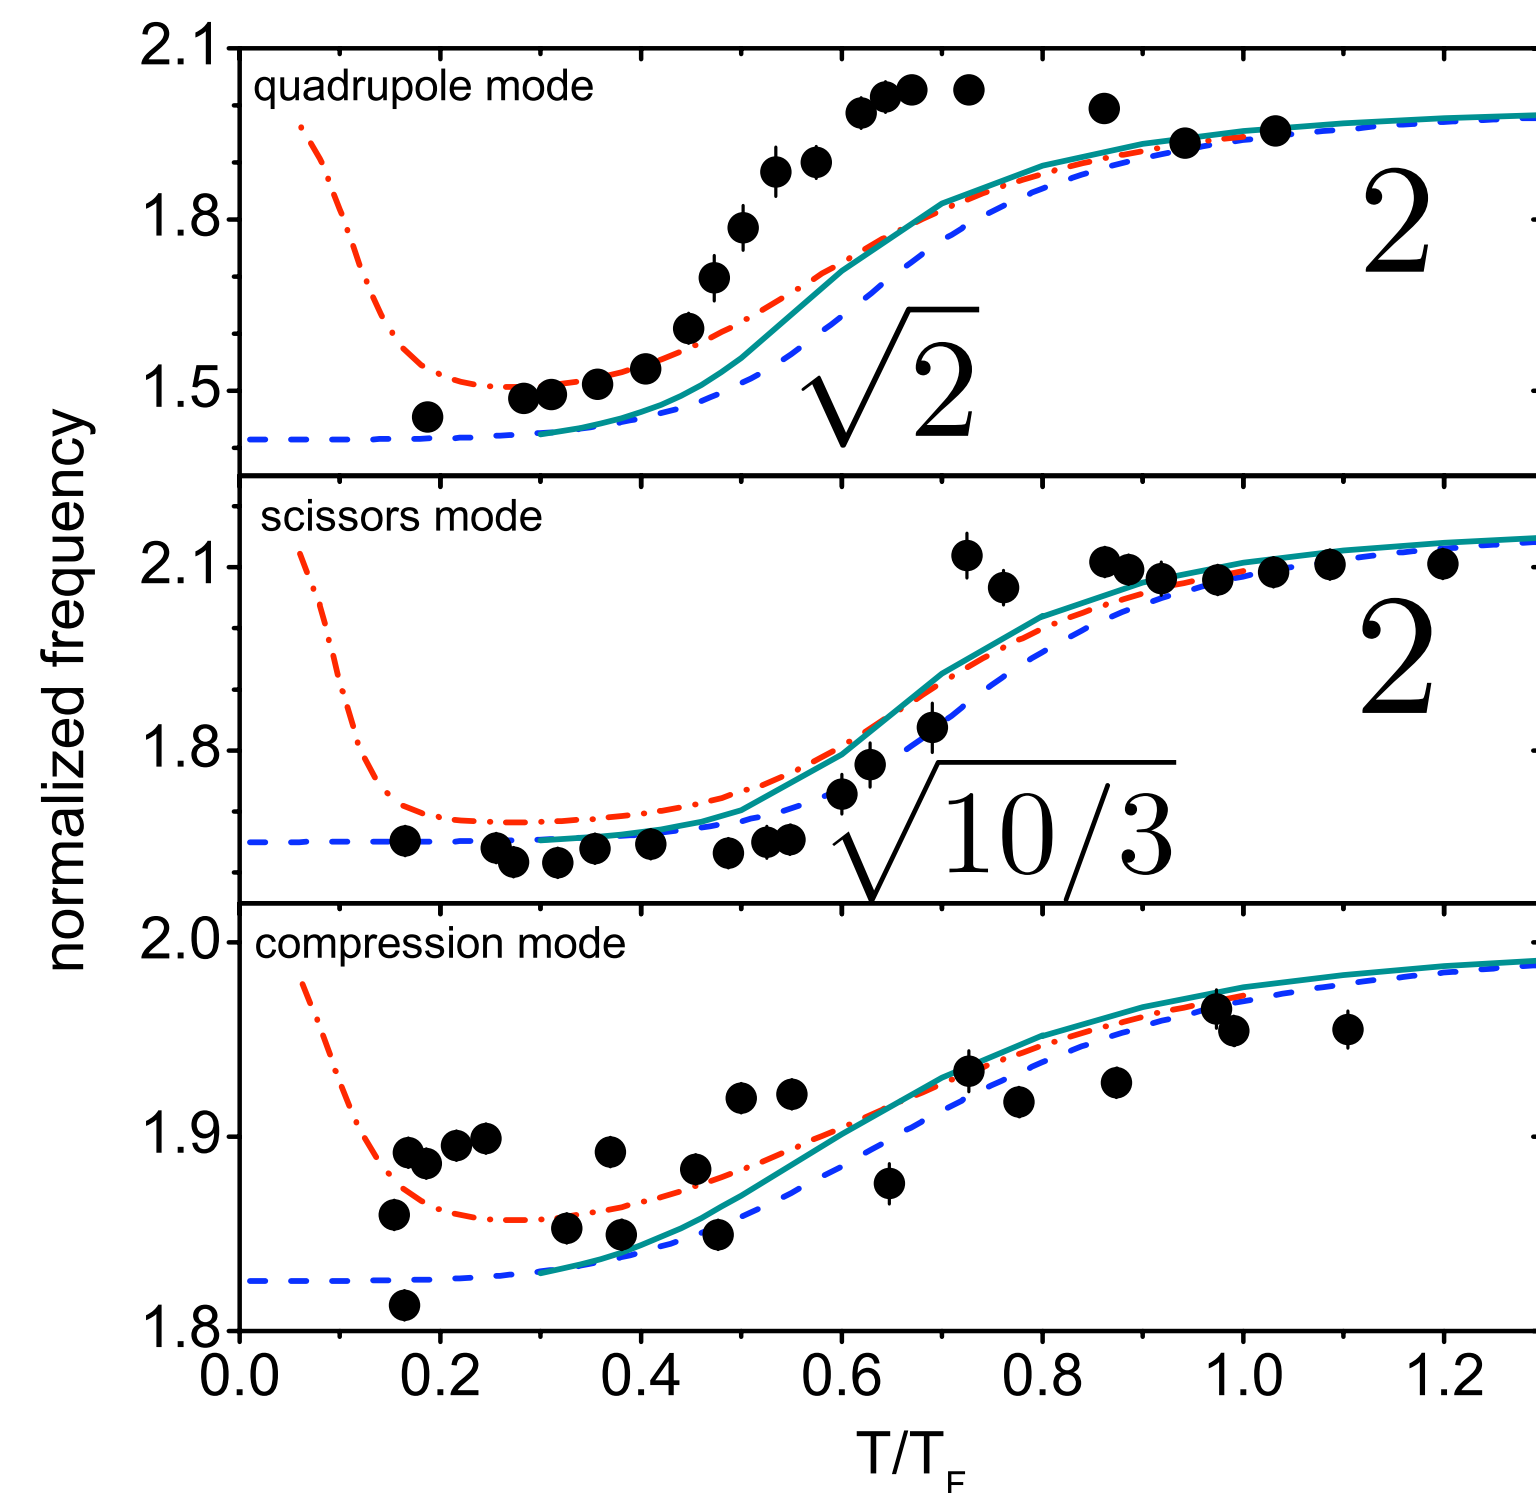 normalized frequency
2.1
quadrupole mode
1.8
2
√2
1.5
scissors mode
2.1
2
1.8
√10/3
2.0
compression mode
1.9
1.8
0.0 0.2 0.4 0.6 0.8 1.0 1.2
T/T_F